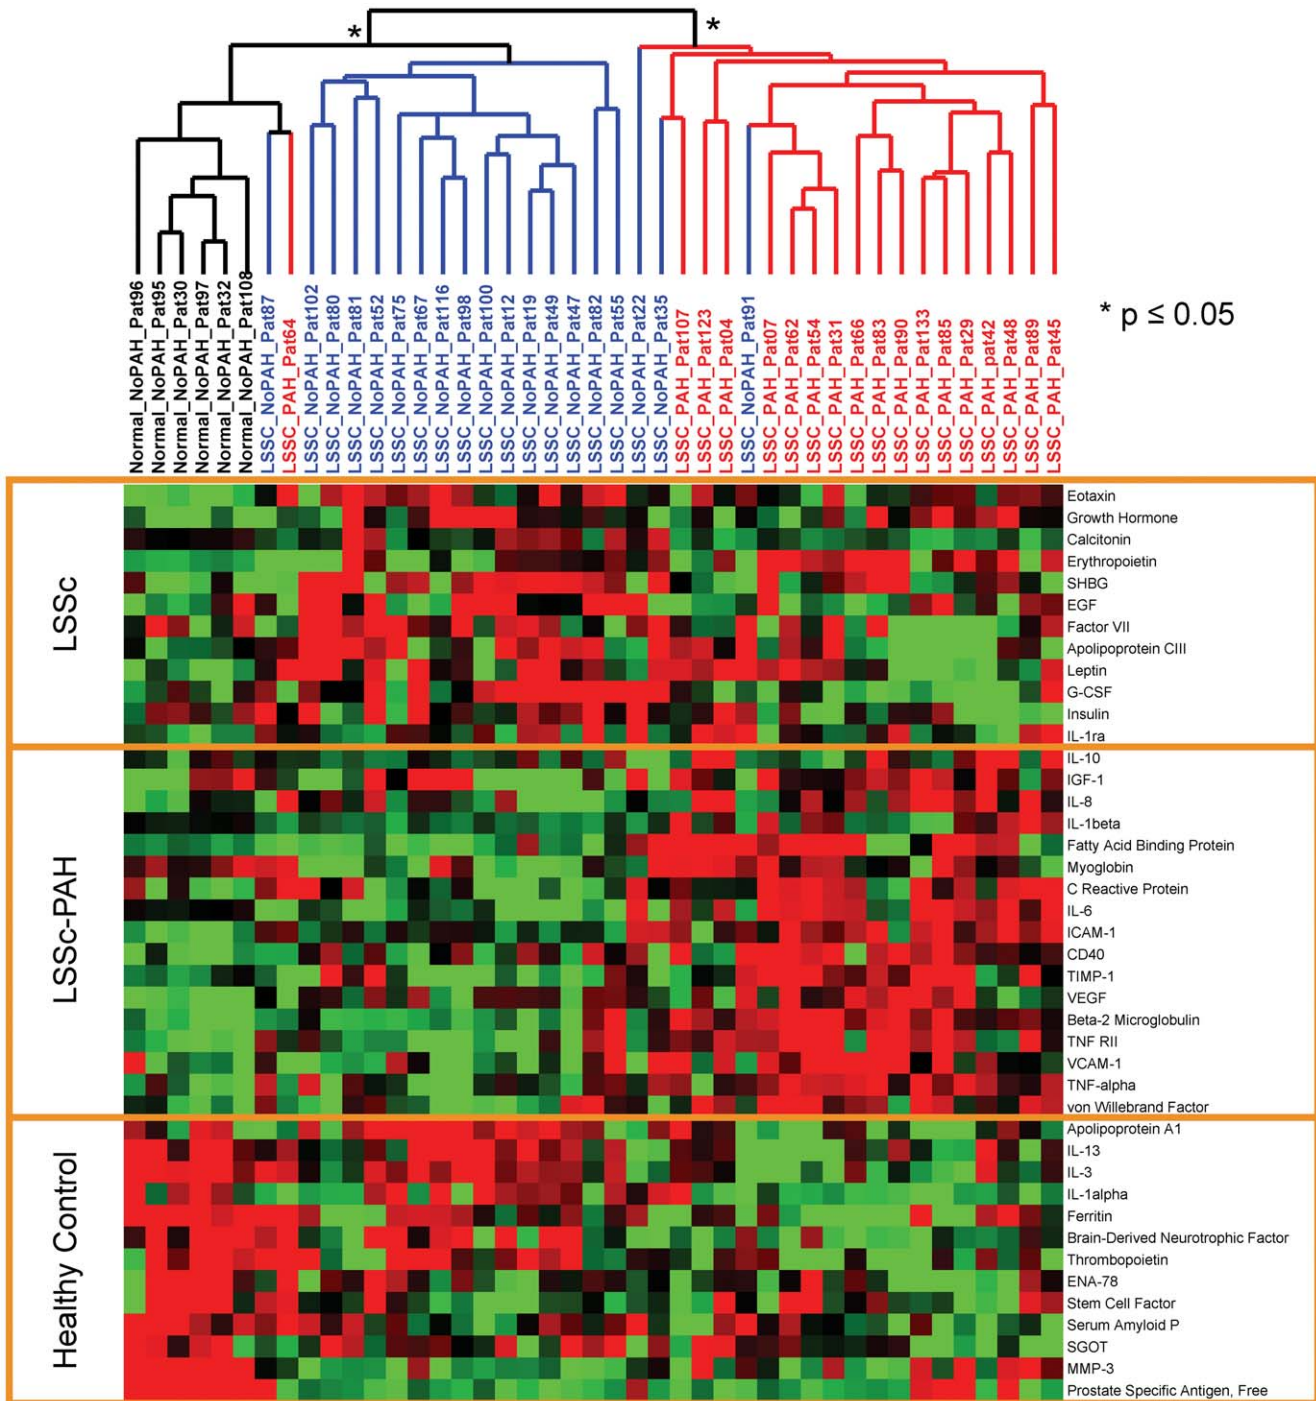 *
*
* p ≤ 0.05
Normal_NoPAH_Pat96
Normal_NoPAH_Pat95
Normal_NoPAH_Pat30
Normal_NoPAH_Pat97
Normal_NoPAH_Pat32
Normal_NoPAH_Pat108
LSSC_NoPAH_Pat87
LSSC_PAH_Pat64
LSSC_NoPAH_Pat102
LSSC_NoPAH_Pat80
LSSC_NoPAH_Pat81
LSSC_NoPAH_Pat52
LSSC_NoPAH_Pat75
LSSC_NoPAH_Pat67
LSSC_NoPAH_Pat116
LSSC_NoPAH_Pat98
LSSC_NoPAH_Pat100
LSSC_NoPAH_Pat12
LSSC_NoPAH_Pat19
LSSC_NoPAH_Pat49
LSSC_NoPAH_Pat47
LSSC_NoPAH_Pat82
LSSC_NoPAH_Pat55
LSSC_NoPAH_Pat22
LSSC_NoPAH_Pat35
LSSC_PAH_Pat107
LSSC_PAH_Pat123
LSSC_PAH_Pat04
LSSC_NoPAH_Pat91
LSSC_PAH_Pat07
LSSC_PAH_Pat62
LSSC_PAH_Pat54
LSSC_PAH_Pat31
LSSC_PAH_Pat66
LSSC_PAH_Pat83
LSSC_PAH_Pat90
LSSC_PAH_Pat133
LSSC_PAH_Pat85
LSSC_PAH_Pat29
LSSC_PAH_pat42
LSSC_PAH_Pat48
LSSC_PAH_Pat89
LSSC_PAH_Pat45
LSSc
Eotaxin
Growth Hormone
Calcitonin
Erythropoietin
SHBG
EGF
Factor VII
Apolipoprotein CIII
Leptin
G-CSF
Insulin
IL-1ra
LSSc-PAH
IL-10
IGF-1
IL-8
IL-1beta
Fatty Acid Binding Protein
Myoglobin
C Reactive Protein
IL-6
ICAM-1
CD40
TIMP-1
VEGF
Beta-2 Microglobulin
TNF RII
VCAM-1
TNF-alpha
von Willebrand Factor
Healthy Control
Apolipoprotein A1
IL-13
IL-3
IL-1alpha
Ferritin
Brain-Derived Neurotrophic Factor
Thrombopoietin
ENA-78
Stem Cell Factor
Serum Amyloid P
SGOT
MMP-3
Prostate Specific Antigen, Free